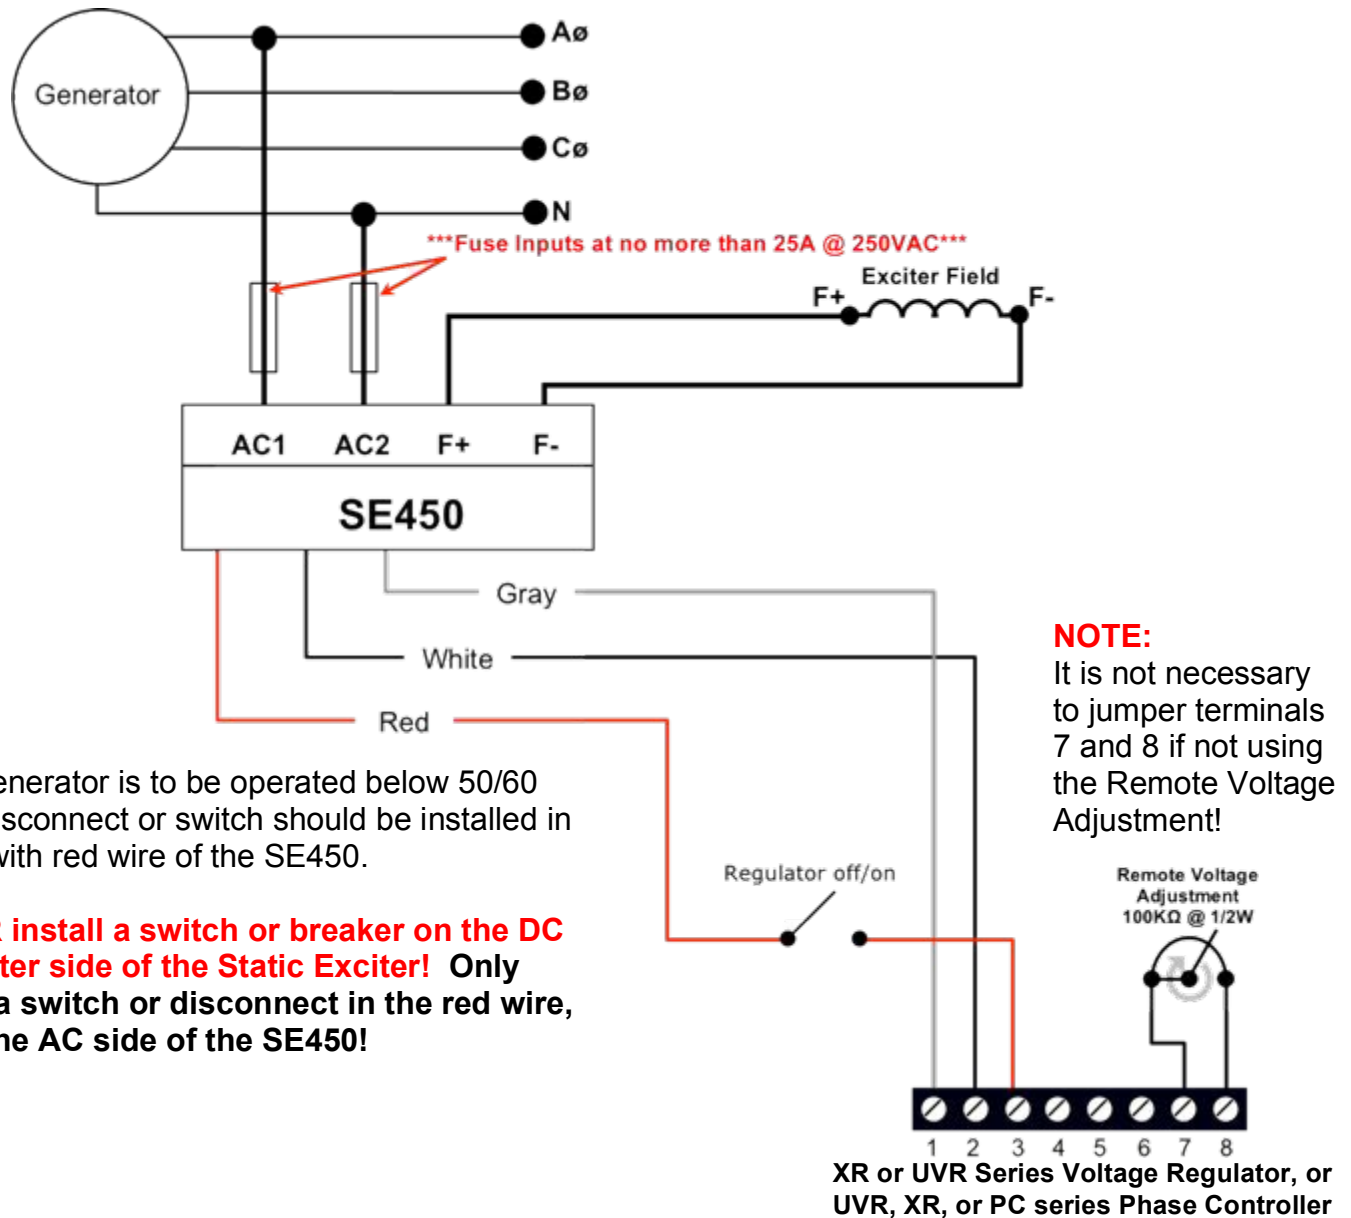 Aø
Generator
Bø
Cø
N
***Fuse Inputs at no more than 25A @ 250VAC***
Exciter Field
F+
F-
AC1 AC2 F+ F-
SE450
Gray
White
Red
NOTE:
It is not necessary
to jumper terminals
7 and 8 if not using
the Remote Voltage
Adjustment!
enerator is to be operated below 50/60
sconnect or switch should be installed in
with red wire of the SE450.
R install a switch or breaker on the DC
ter side of the Static Exciter! Only
a switch or disconnect in the red wire,
he AC side of the SE450!
Regulator off/on
Remote Voltage
Adjustment
100KΩ @ 1/2W
1 2 3 4 5 6 7 8
XR or UVR Series Voltage Regulator, or
UVR, XR, or PC series Phase Controller